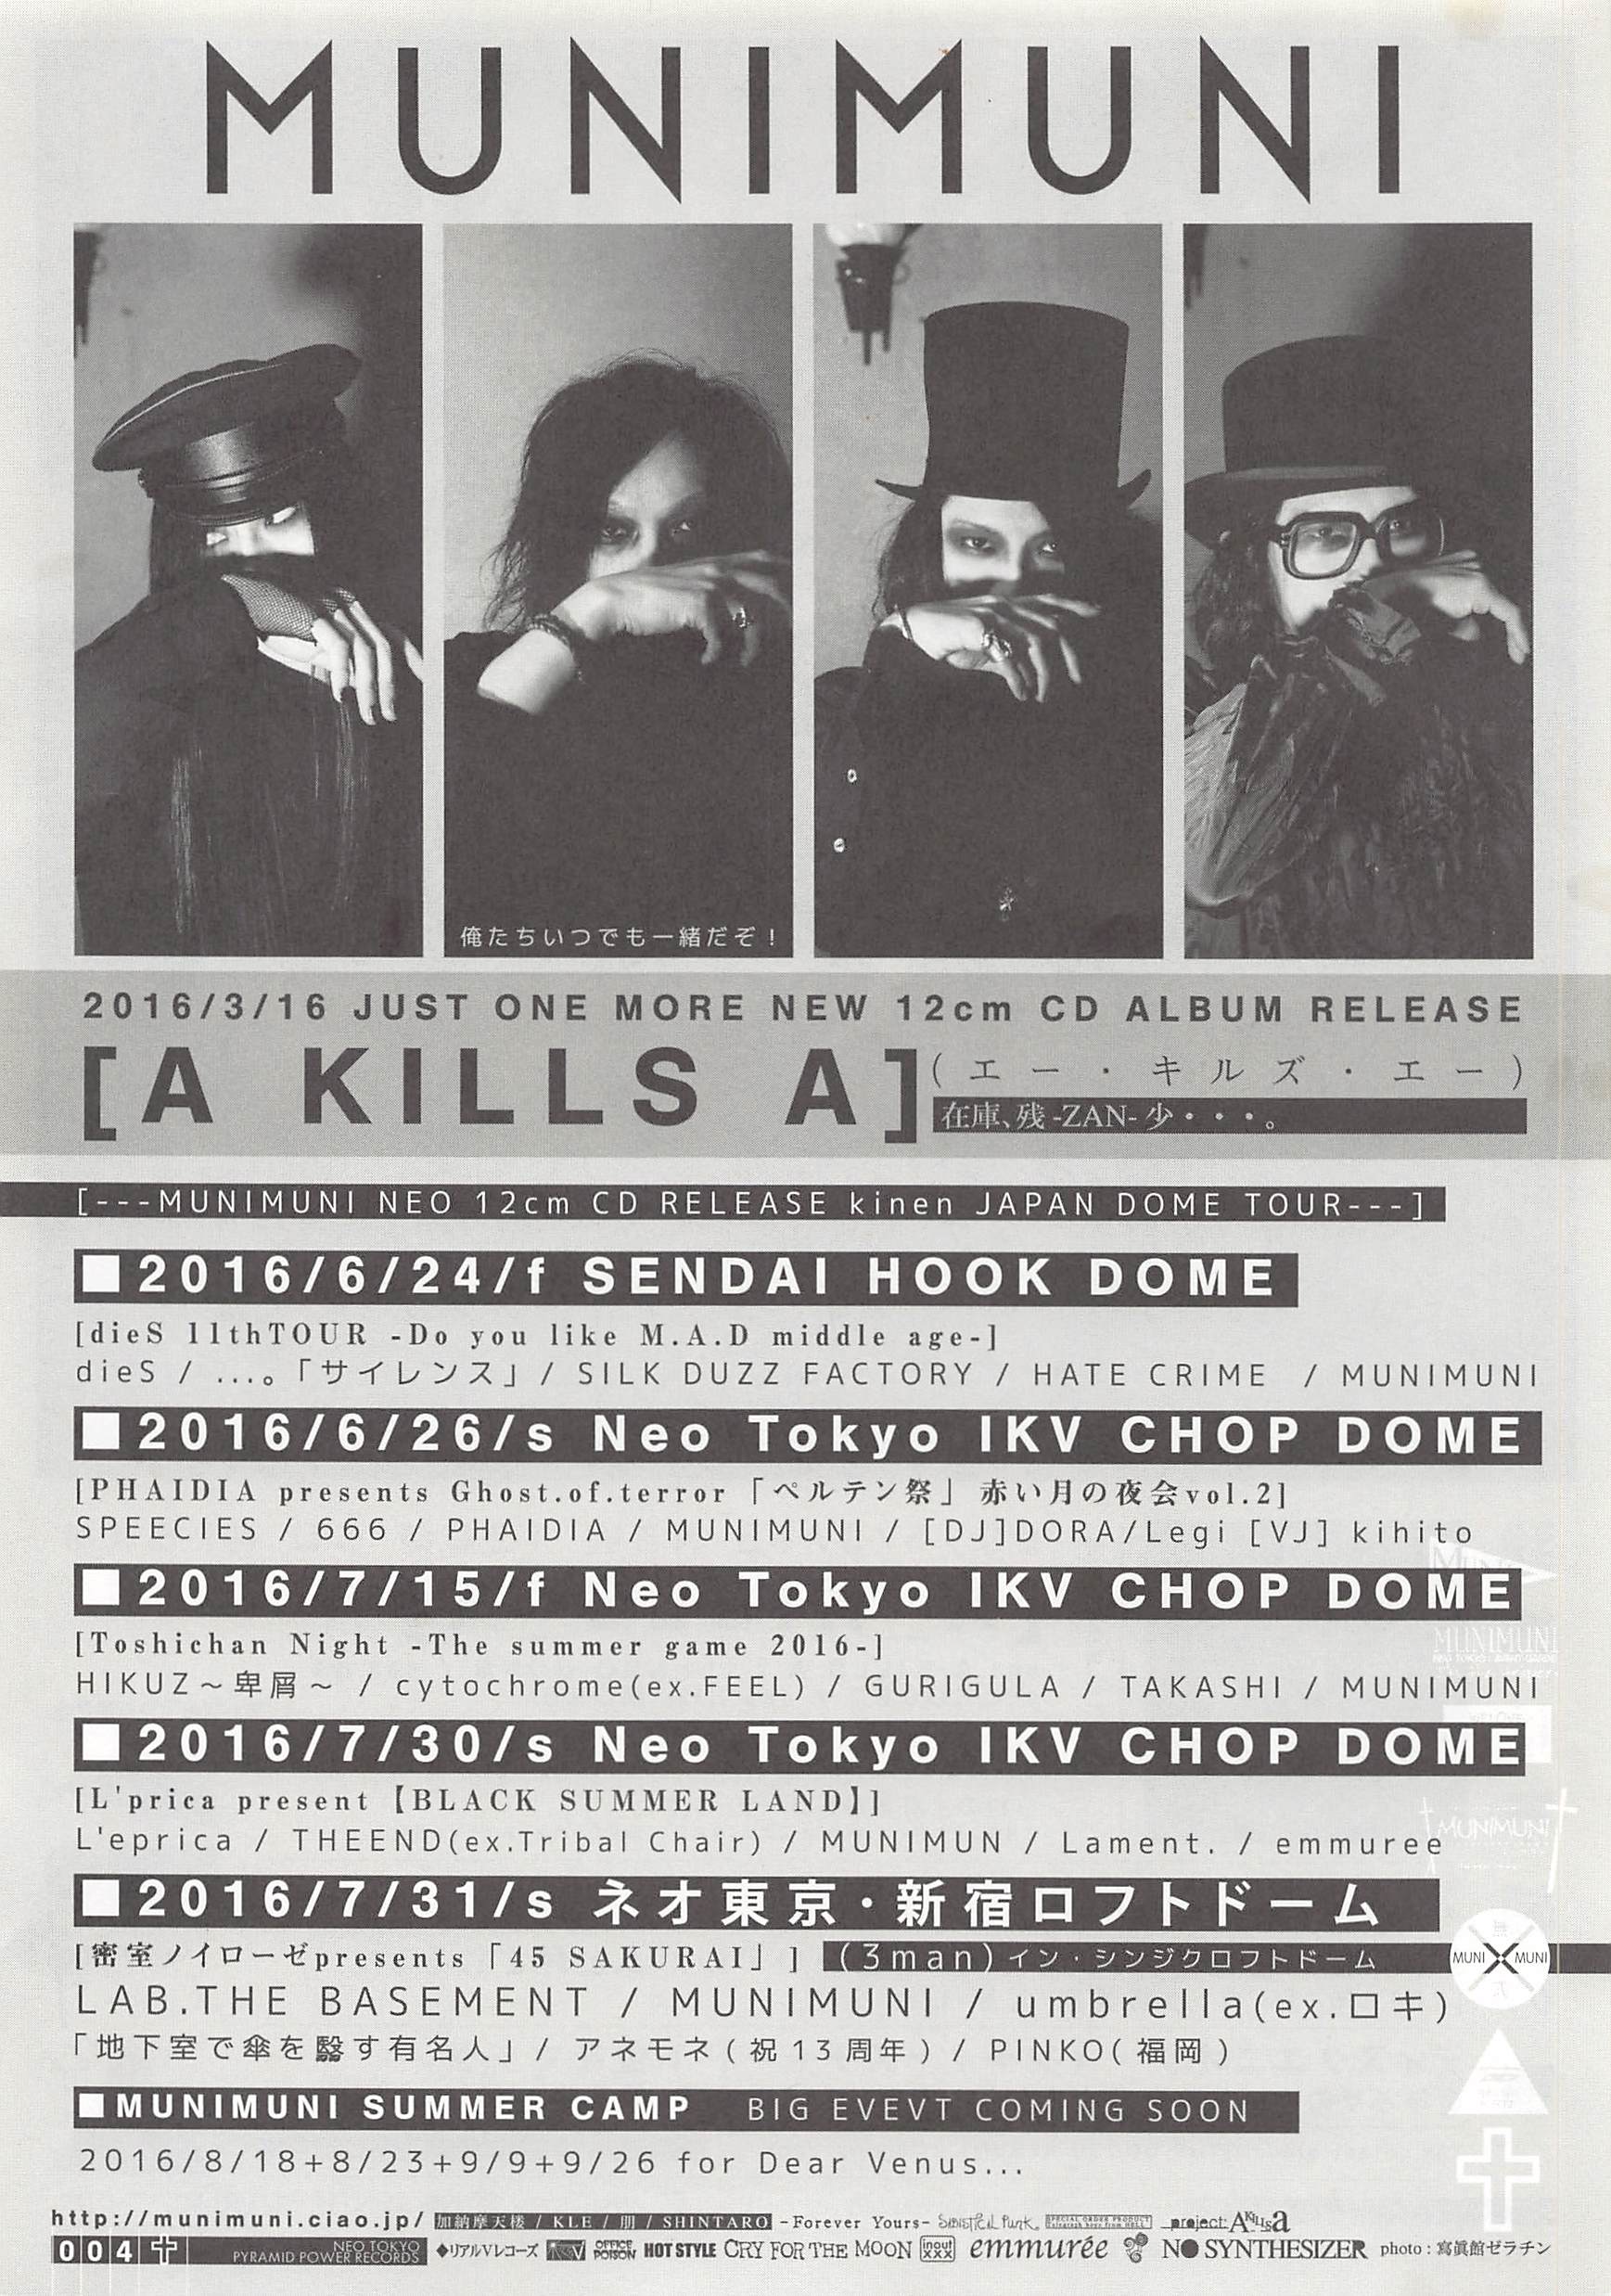 MUNIMUNI
俺たちいつでも一緒だぞ！
2016/3/16 JUST ONE MORE NEW 12cm CD ALBUM RELEASE
[A KILLS A]
(エー・キルズ・エー)
在庫、残-ZAN-少・・・。
[---MUNIMUNI NEO 12cm CD RELEASE kinen JAPAN DOME TOUR---]
■2016/6/24/f SENDAI HOOK DOME
[dieS 11thTOUR -Do you like M.A.D middle age-]
dieS / ...。「サイレンス」/ SILK DUZZ FACTORY / HATE CRIME / MUNIMUNI
■2016/6/26/s Neo Tokyo IKV CHOP DOME
[PHAIDIA presents Ghost.of.terror「ペルテン祭」赤い月の夜会vol.2]
SPEECIES / 666 / PHAIDIA / MUNIMUNI / [DJ]DORA/Legi [VJ] kihito
■2016/7/15/f Neo Tokyo IKV CHOP DOME
[Toshichan Night -The summer game 2016-]
MUNIMUNI
HIKUZ～卑屑～ / cytochrome(ex.FEEL) / GURIGULA / TAKASHI / MUNIMUNI
■2016/7/30/s Neo Tokyo IKV CHOP DOME
[L'prica present【BLACK SUMMER LAND】]
L'eprica / THEEND(ex.Tribal Chair) / MUNIMUN / Lament. / emmuree
MUNIMUNI
■2016/7/31/s ネオ東京・新宿ロフトドーム
[密室ノイローゼpresents「45 SAKURAI」] (3man)イン・シンジクロフトドーム
MUNI MUNI
LAB.THE BASEMENT / MUNIMUNI / umbrella(ex.ロキ)
「地下室で傘を翳す有名人」/ アネモネ(祝13周年) / PINKO(福岡)
■MUNIMUNI SUMMER CAMP BIG EVEVT COMING SOON
2016/8/18+8/23+9/9+9/26 for Dear Venus...
http://munimuni.ciao.jp/ 加納摩天楼 / KLE / 朋 / SHINTARO -Forever Yours- project: AKillsa
004 NEO TOKYO PYRAMID POWER RECORDS ◆リアルVレコーズ OFFICE POISON HOT STYLE CRY FOR THE MOON inout XXX emmurée NO SYNTHESIZER photo：寫眞館ゼラチン